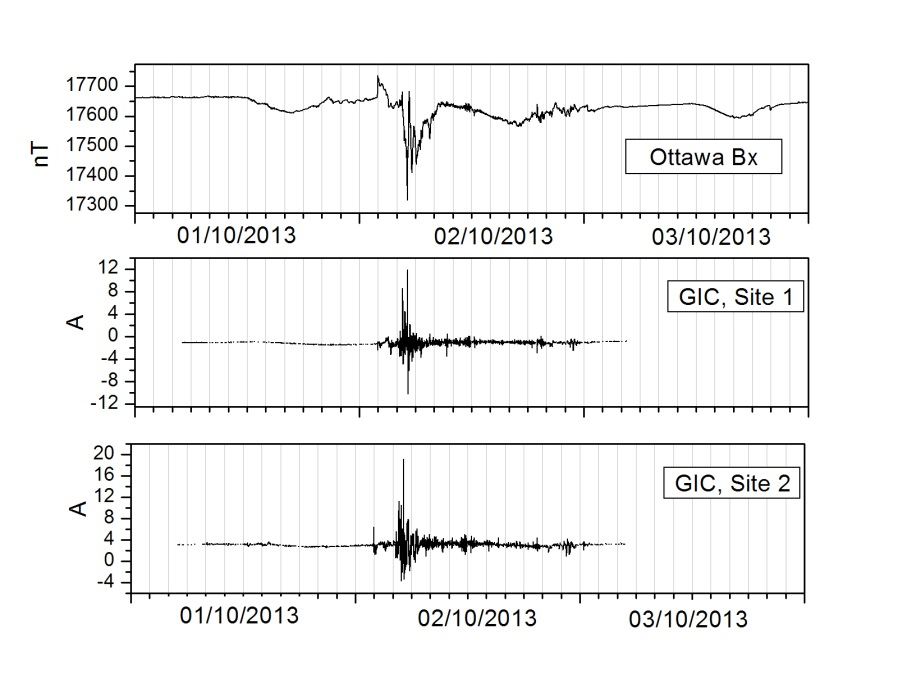 17700
17600
17500
17400
17300
nT
Ottawa Bx
01/10/2013 02/10/2013 03/10/2013
12
8
4
0
-4
-8
-12
A
GIC, Site 1
20
16
12
8
4
0
-4
A
GIC, Site 2
01/10/2013 02/10/2013 03/10/2013